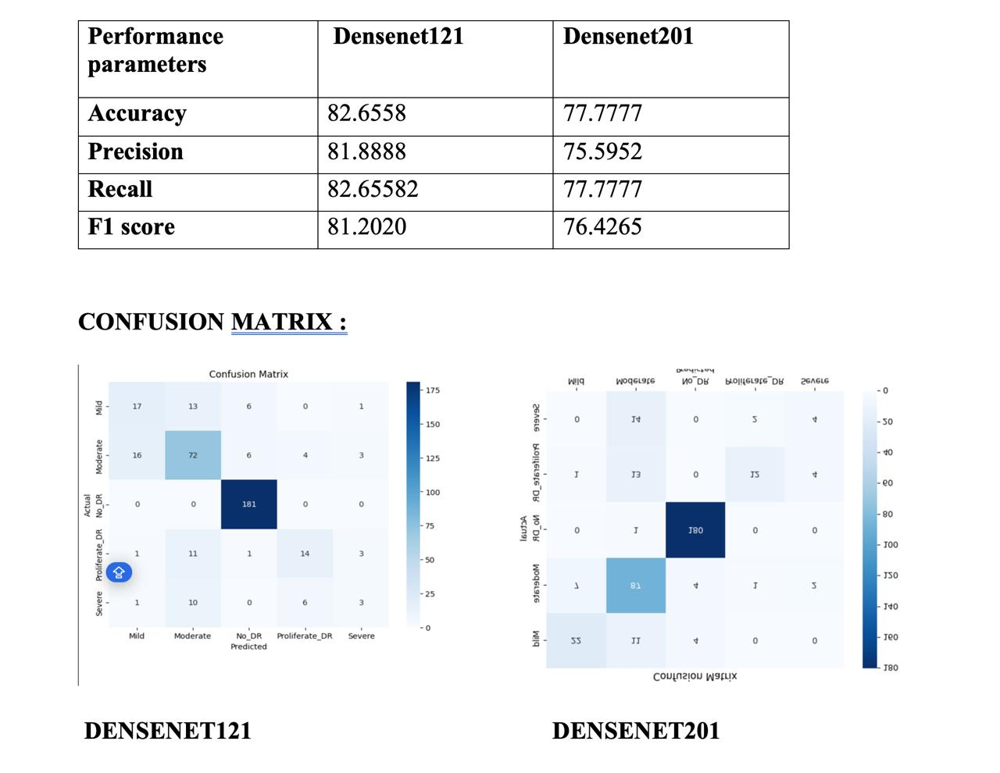 Performance parameters Densenet121 Densenet201
Accuracy 82.6558 77.7777
Precision 81.8888 75.5952
Recall 82.65582 77.7777
F1 score 81.2020 76.4265
CONFUSION MATRIX :
Confusion Matrix
Actual
Mild 17 13 6 0 1
Moderate 16 72 6 4 3
No_DR 0 0 181 0 0
Proliferate_DR 1 11 1 14 3
Severe 1 10 0 6 3
Mild Moderate No_DR Proliferate_DR Severe
Predicted
175
150
125
100
75
50
25
0
Predicted
Mild Moderate No_DR Proliferate_DR Severe
Actual
Severe 0 14 0 2 4
Proliferate_DR 1 13 0 12 4
No_DR 0 1 180 0 0
Moderate 7 87 4 1 2
Mild 22 11 4 0 0
Confusion Matrix
0
20
40
60
80
100
120
140
160
180
DENSENET121 DENSENET201